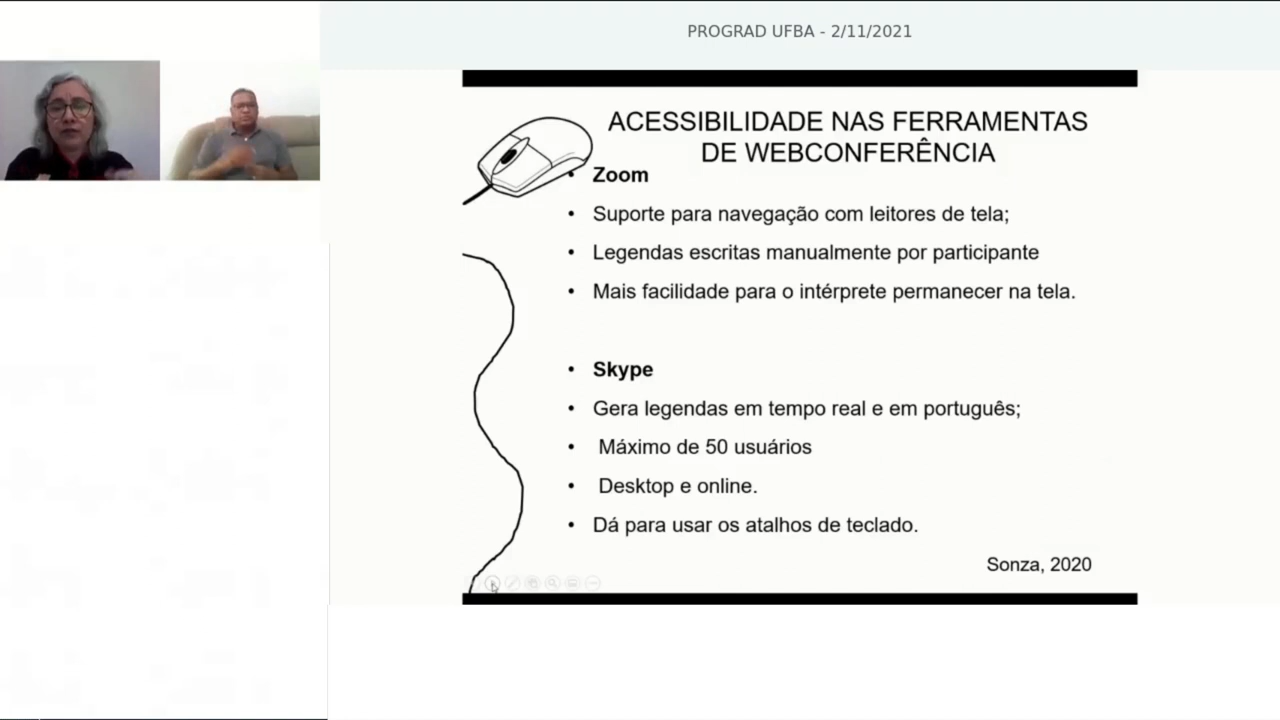 PROGRAD UFBA - 2/11/2021
ACESSIBILIDADE NAS FERRAMENTAS
DE WEBCONFERÊNCIA
• Zoom
• Suporte para navegação com leitores de tela;
• Legendas escritas manualmente por participante
• Mais facilidade para o intérprete permanecer na tela.
• Skype
• Gera legendas em tempo real e em português;
• Máximo de 50 usuários
• Desktop e online.
• Dá para usar os atalhos de teclado.
Sonza, 2020